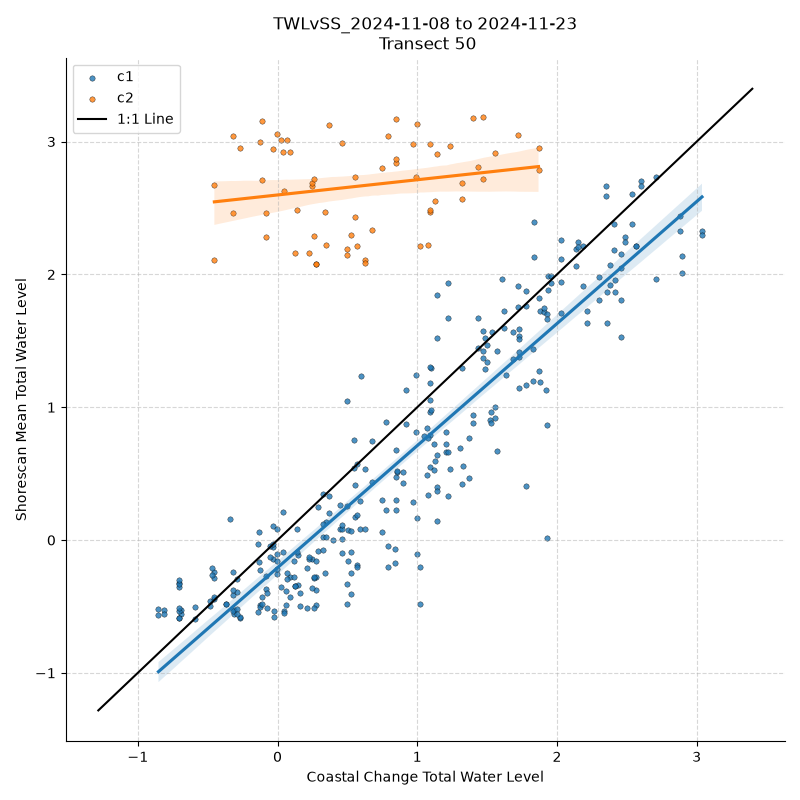 TWLvSS_2024-11-08 to 2024-11-23
Transect 50
c1
c2
1:1 Line
3
2
1
0
−1
−1
0
1
2
3
Shorescan Mean Total Water Level
Coastal Change Total Water Level